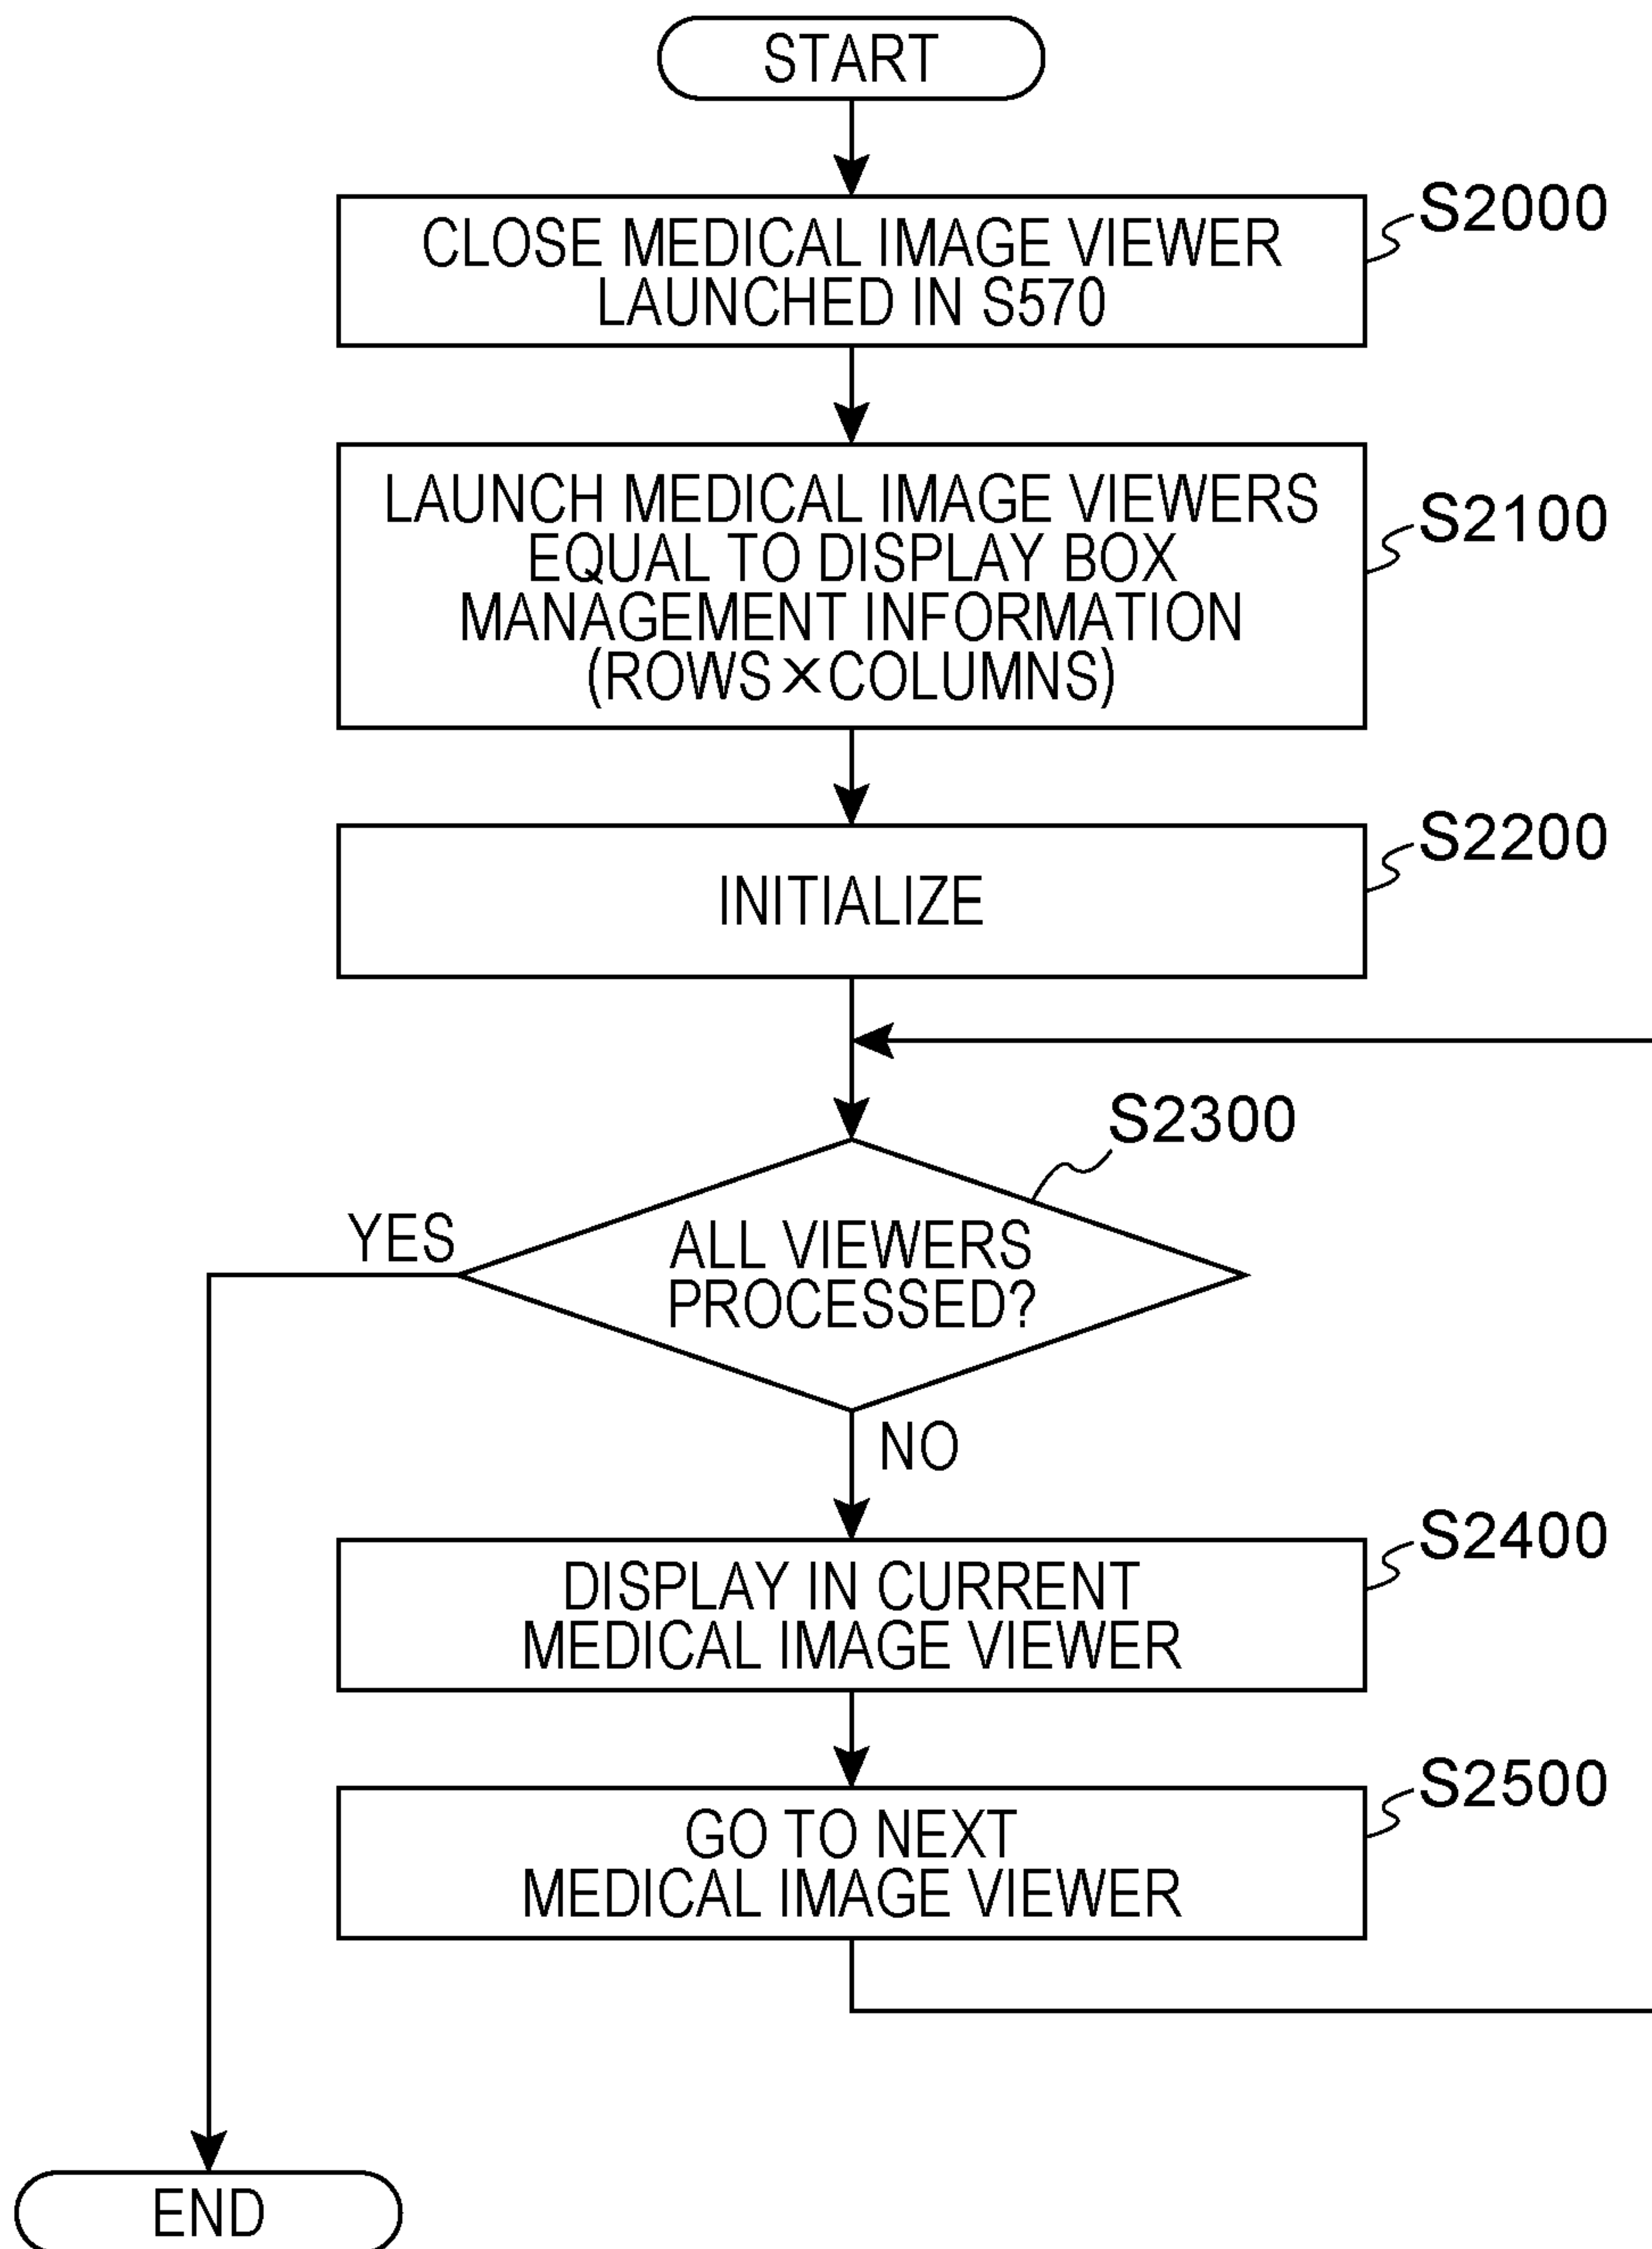 START
S2000
CLOSE MEDICAL IMAGE VIEWER
LAUNCHED IN S570
S2100
LAUNCH MEDICAL IMAGE VIEWERS
EQUAL TO DISPLAY BOX
MANAGEMENT INFORMATION
(ROWS×COLUMNS)
S2200
INITIALIZE
S2300
YES
ALL VIEWERS
PROCESSED?
NO
S2400
DISPLAY IN CURRENT
MEDICAL IMAGE VIEWER
S2500
GO TO NEXT
MEDICAL IMAGE VIEWER
END